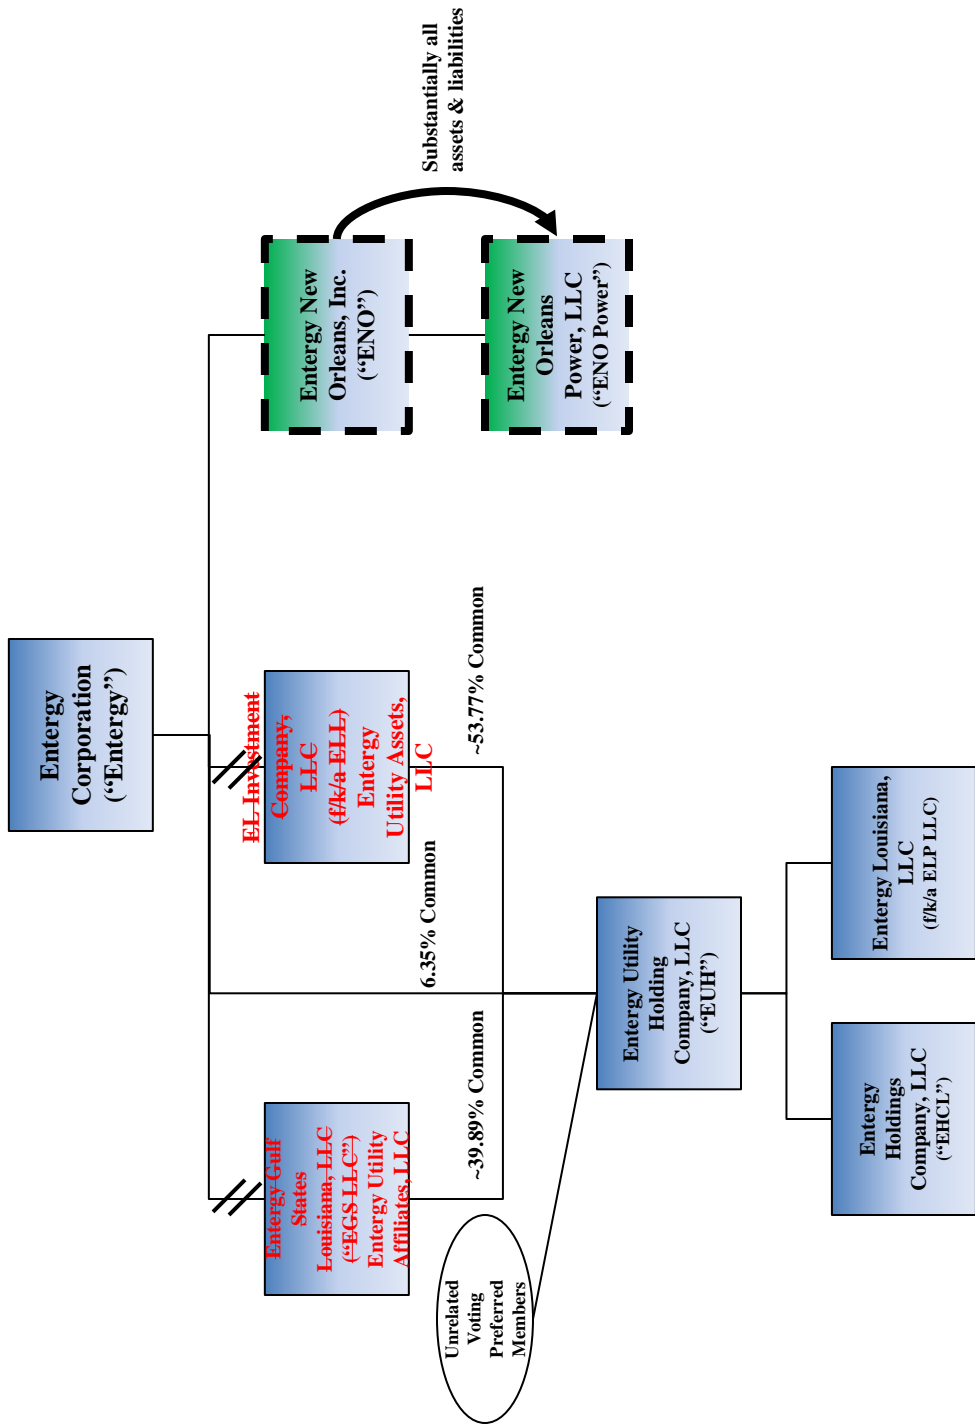 Entergy
Corporation
(“Entergy”)
Entergy Gulf
States
Louisiana, LLC
(“EGS LLC”)
Entergy Utility
Affiliates, LLC
EL Investment
Company,
LLC
(f/k/a ELL)
Entergy
Utility Assets,
LLC
Entergy New
Orleans, Inc.
(“ENO”)
Substantially all
assets & liabilities
Entergy New
Orleans
Power, LLC
(“ENO Power”)
6.35% Common
~39.89% Common
~53.77% Common
Unrelated
Voting
Preferred
Members
Entergy Utility
Holding
Company, LLC
(“EUH”)
Entergy
Holdings
Company, LLC
(“EHCL”)
Entergy Louisiana,
LLC
(f/k/a ELP LLC)